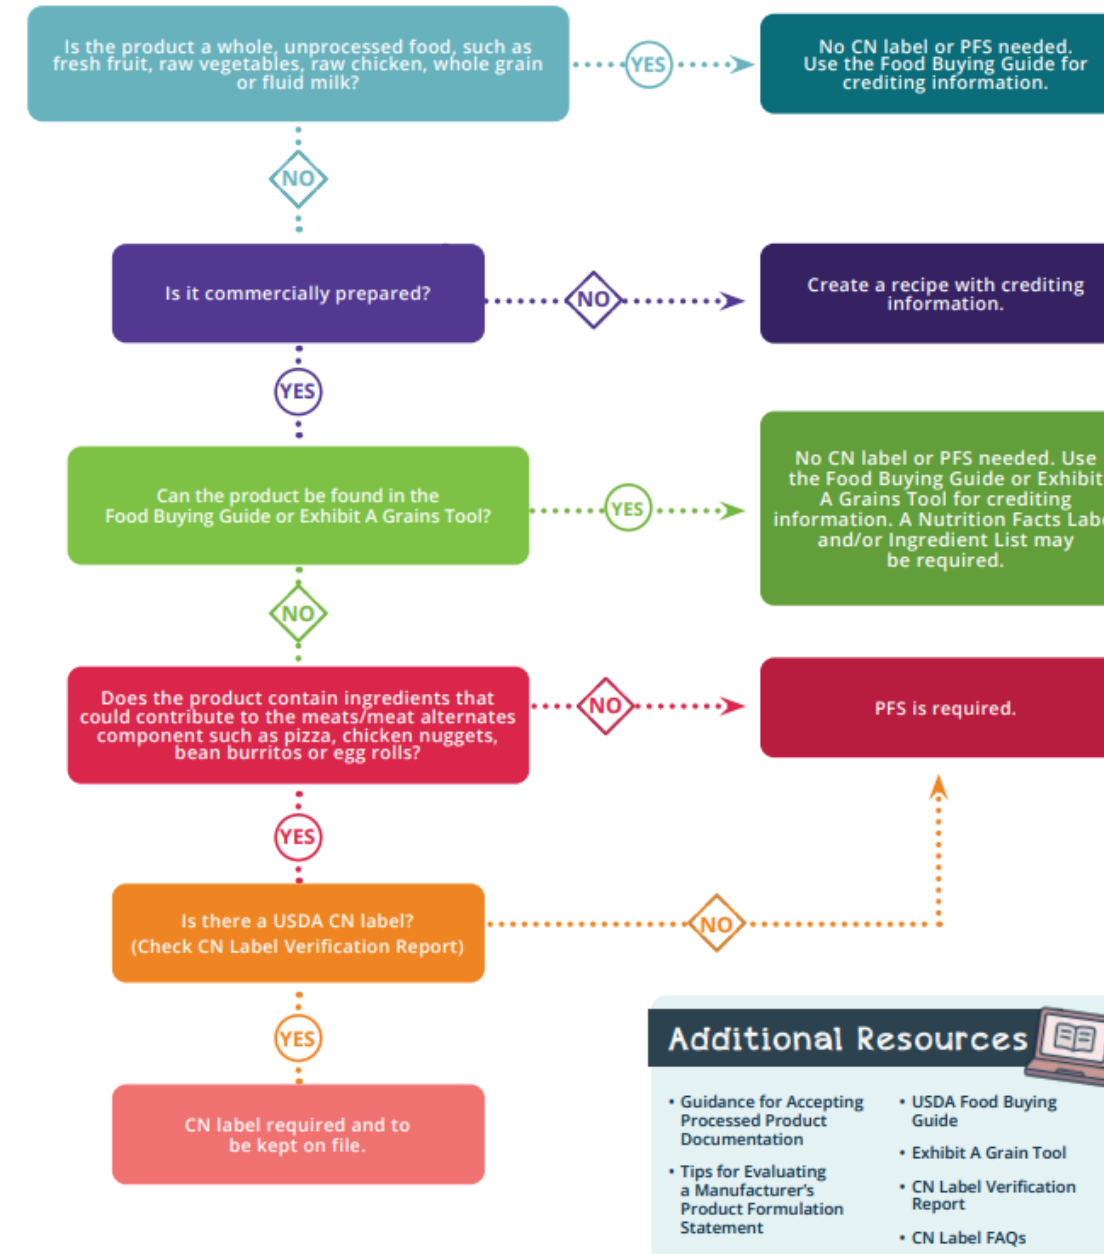 Is the product a whole, unprocessed food, such as
fresh fruit, raw vegetables, raw chicken, whole grain
or fluid milk?
YES
No CN label or PFS needed.
Use the Food Buying Guide for
crediting information.
NO
Is it commercially prepared?
NO
Create a recipe with crediting
information.
YES
Can the product be found in the
Food Buying Guide or Exhibit A Grains Tool?
YES
No CN label or PFS needed. Use
the Food Buying Guide or Exhibit
A Grains Tool for crediting
information. A Nutrition Facts Labe
and/or Ingredient List may
be required.
NO
Does the product contain ingredients that
could contribute to the meats/meat alternates
component such as pizza, chicken nuggets,
bean burritos or egg rolls?
NO
PFS is required.
YES
Is there a USDA CN label?
(Check CN Label Verification Report)
NO
YES
CN label required and to
be kept on file.
Additional Resources
• Guidance for Accepting
Processed Product
Documentation
• Tips for Evaluating
a Manufacturer's
Product Formulation
Statement
• USDA Food Buying
Guide
• Exhibit A Grain Tool
• CN Label Verification
Report
• CN Label FAQs